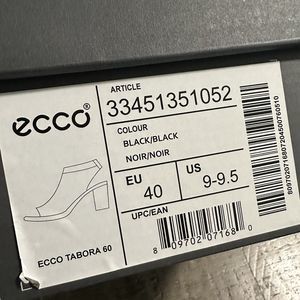 ARTICLE
ecco®
33451351052
COLOUR
BLACK/BLACK
NOIR/NOIR
EU
US
40
9-9.5
UPC/EAN
ECCO TABORA 60
8 09702 07168 0